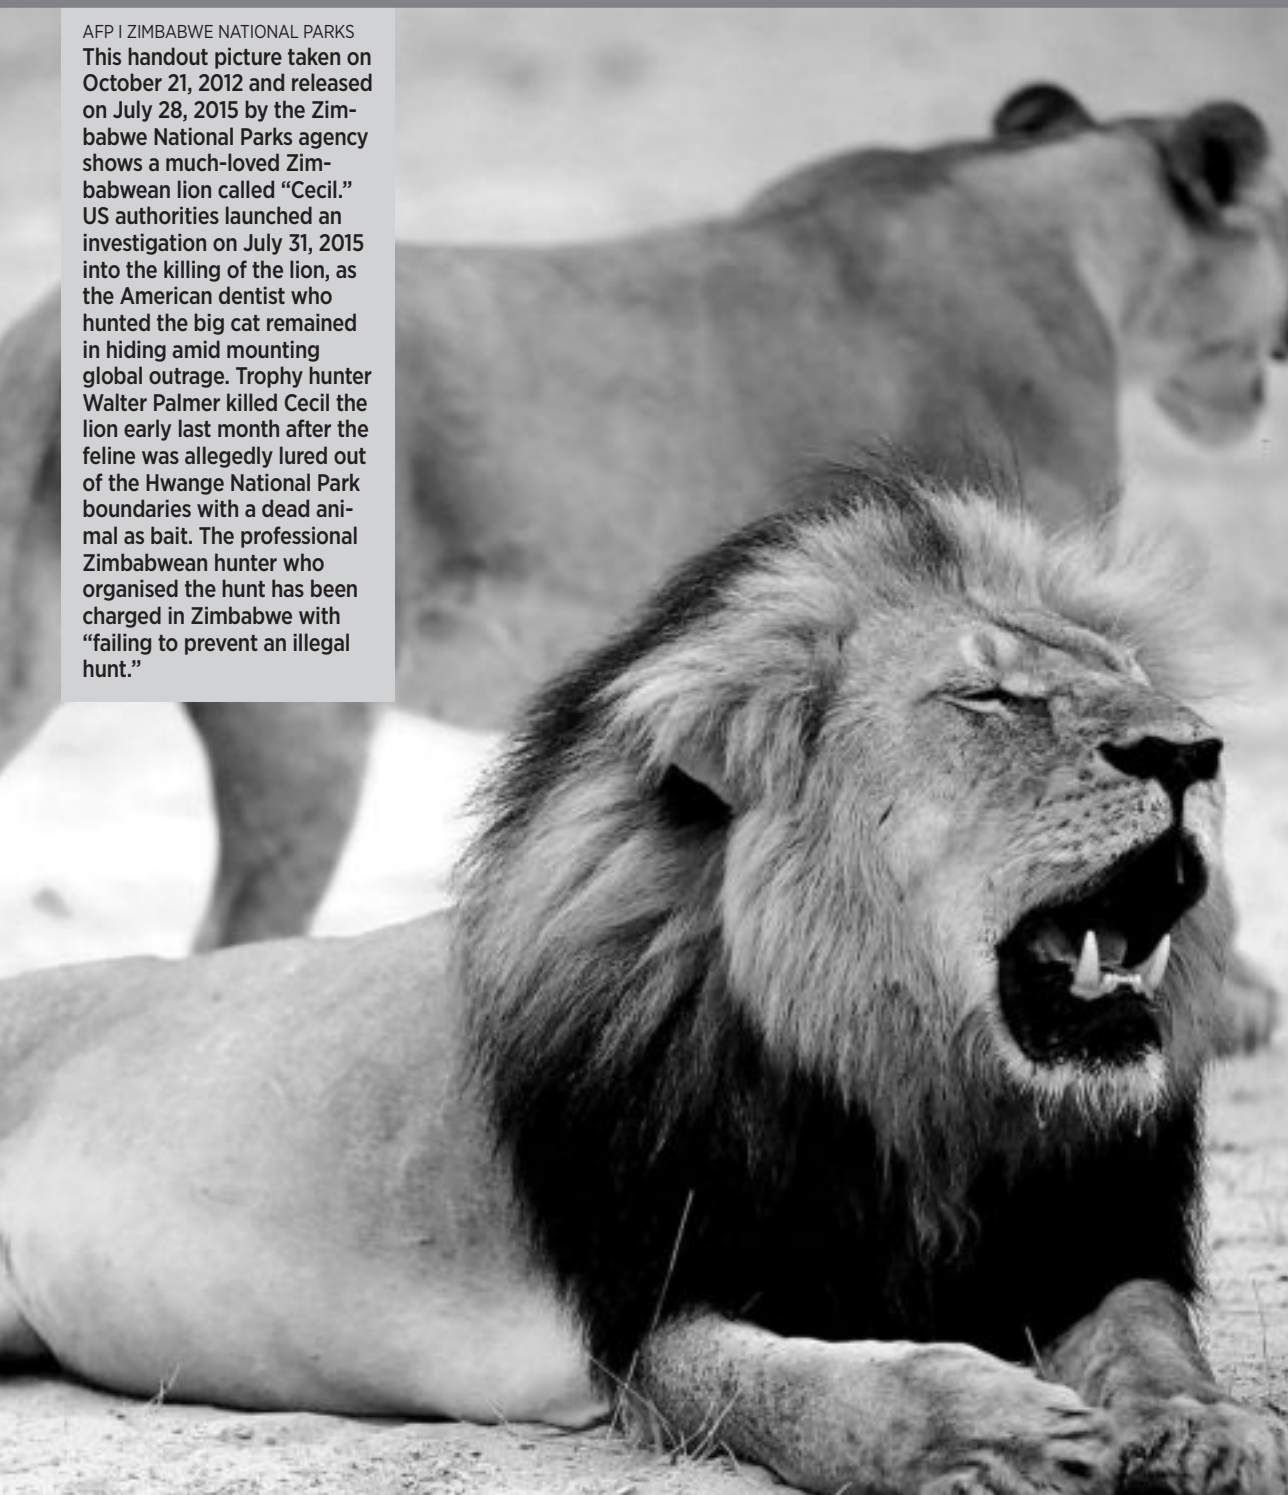 AFP I ZIMBABWE NATIONAL PARKS
This handout picture taken on
October 21, 2012 and released
on July 28, 2015 by the Zim-
babwe National Parks agency
shows a much-loved Zim-
babwean lion called “Cecil.”
US authorities launched an
investigation on July 31, 2015
into the killing of the lion, as
the American dentist who
hunted the big cat remained
in hiding amid mounting
global outrage. Trophy hunter
Walter Palmer killed Cecil the
lion early last month after the
feline was allegedly lured out
of the Hwange National Park
boundaries with a dead ani-
mal as bait. The professional
Zimbabwean hunter who
organised the hunt has been
charged in Zimbabwe with
“failing to prevent an illegal
hunt.”